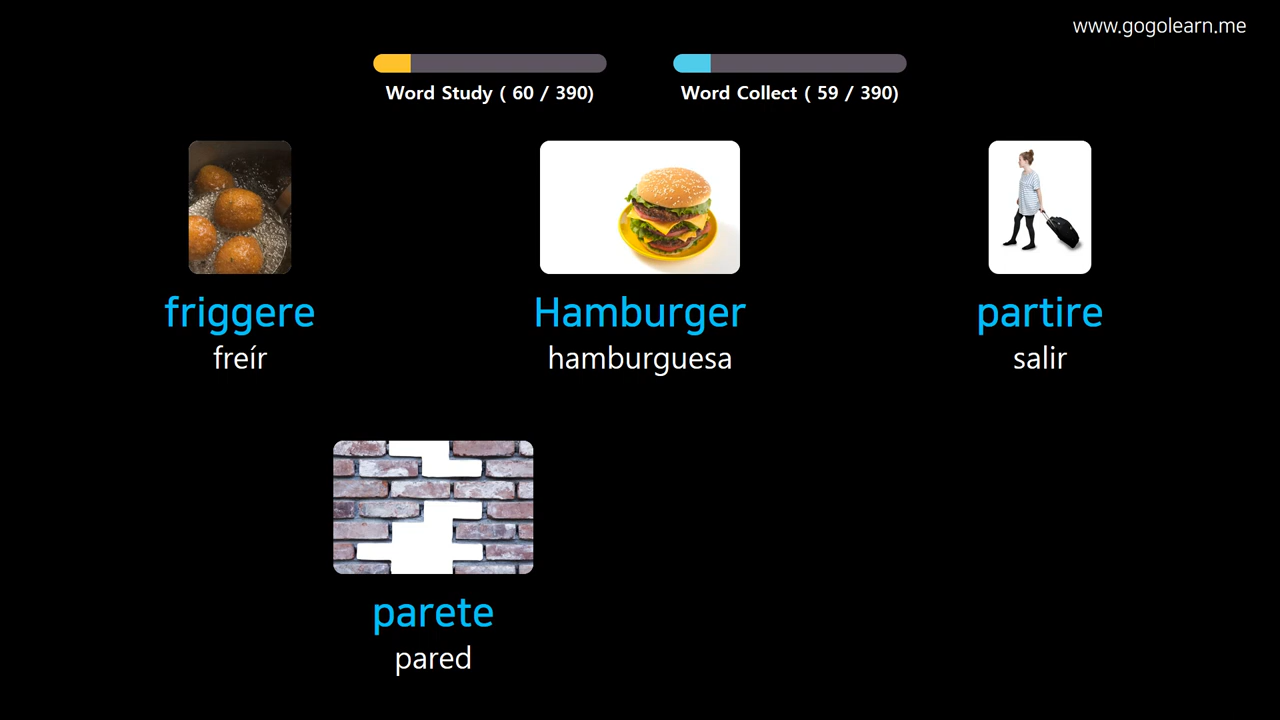 www.gogolearn.me
Word Study ( 60 / 390)
Word Collect ( 59 / 390)
friggere
freír
Hamburger
hamburguesa
partire
salir
parete
pared